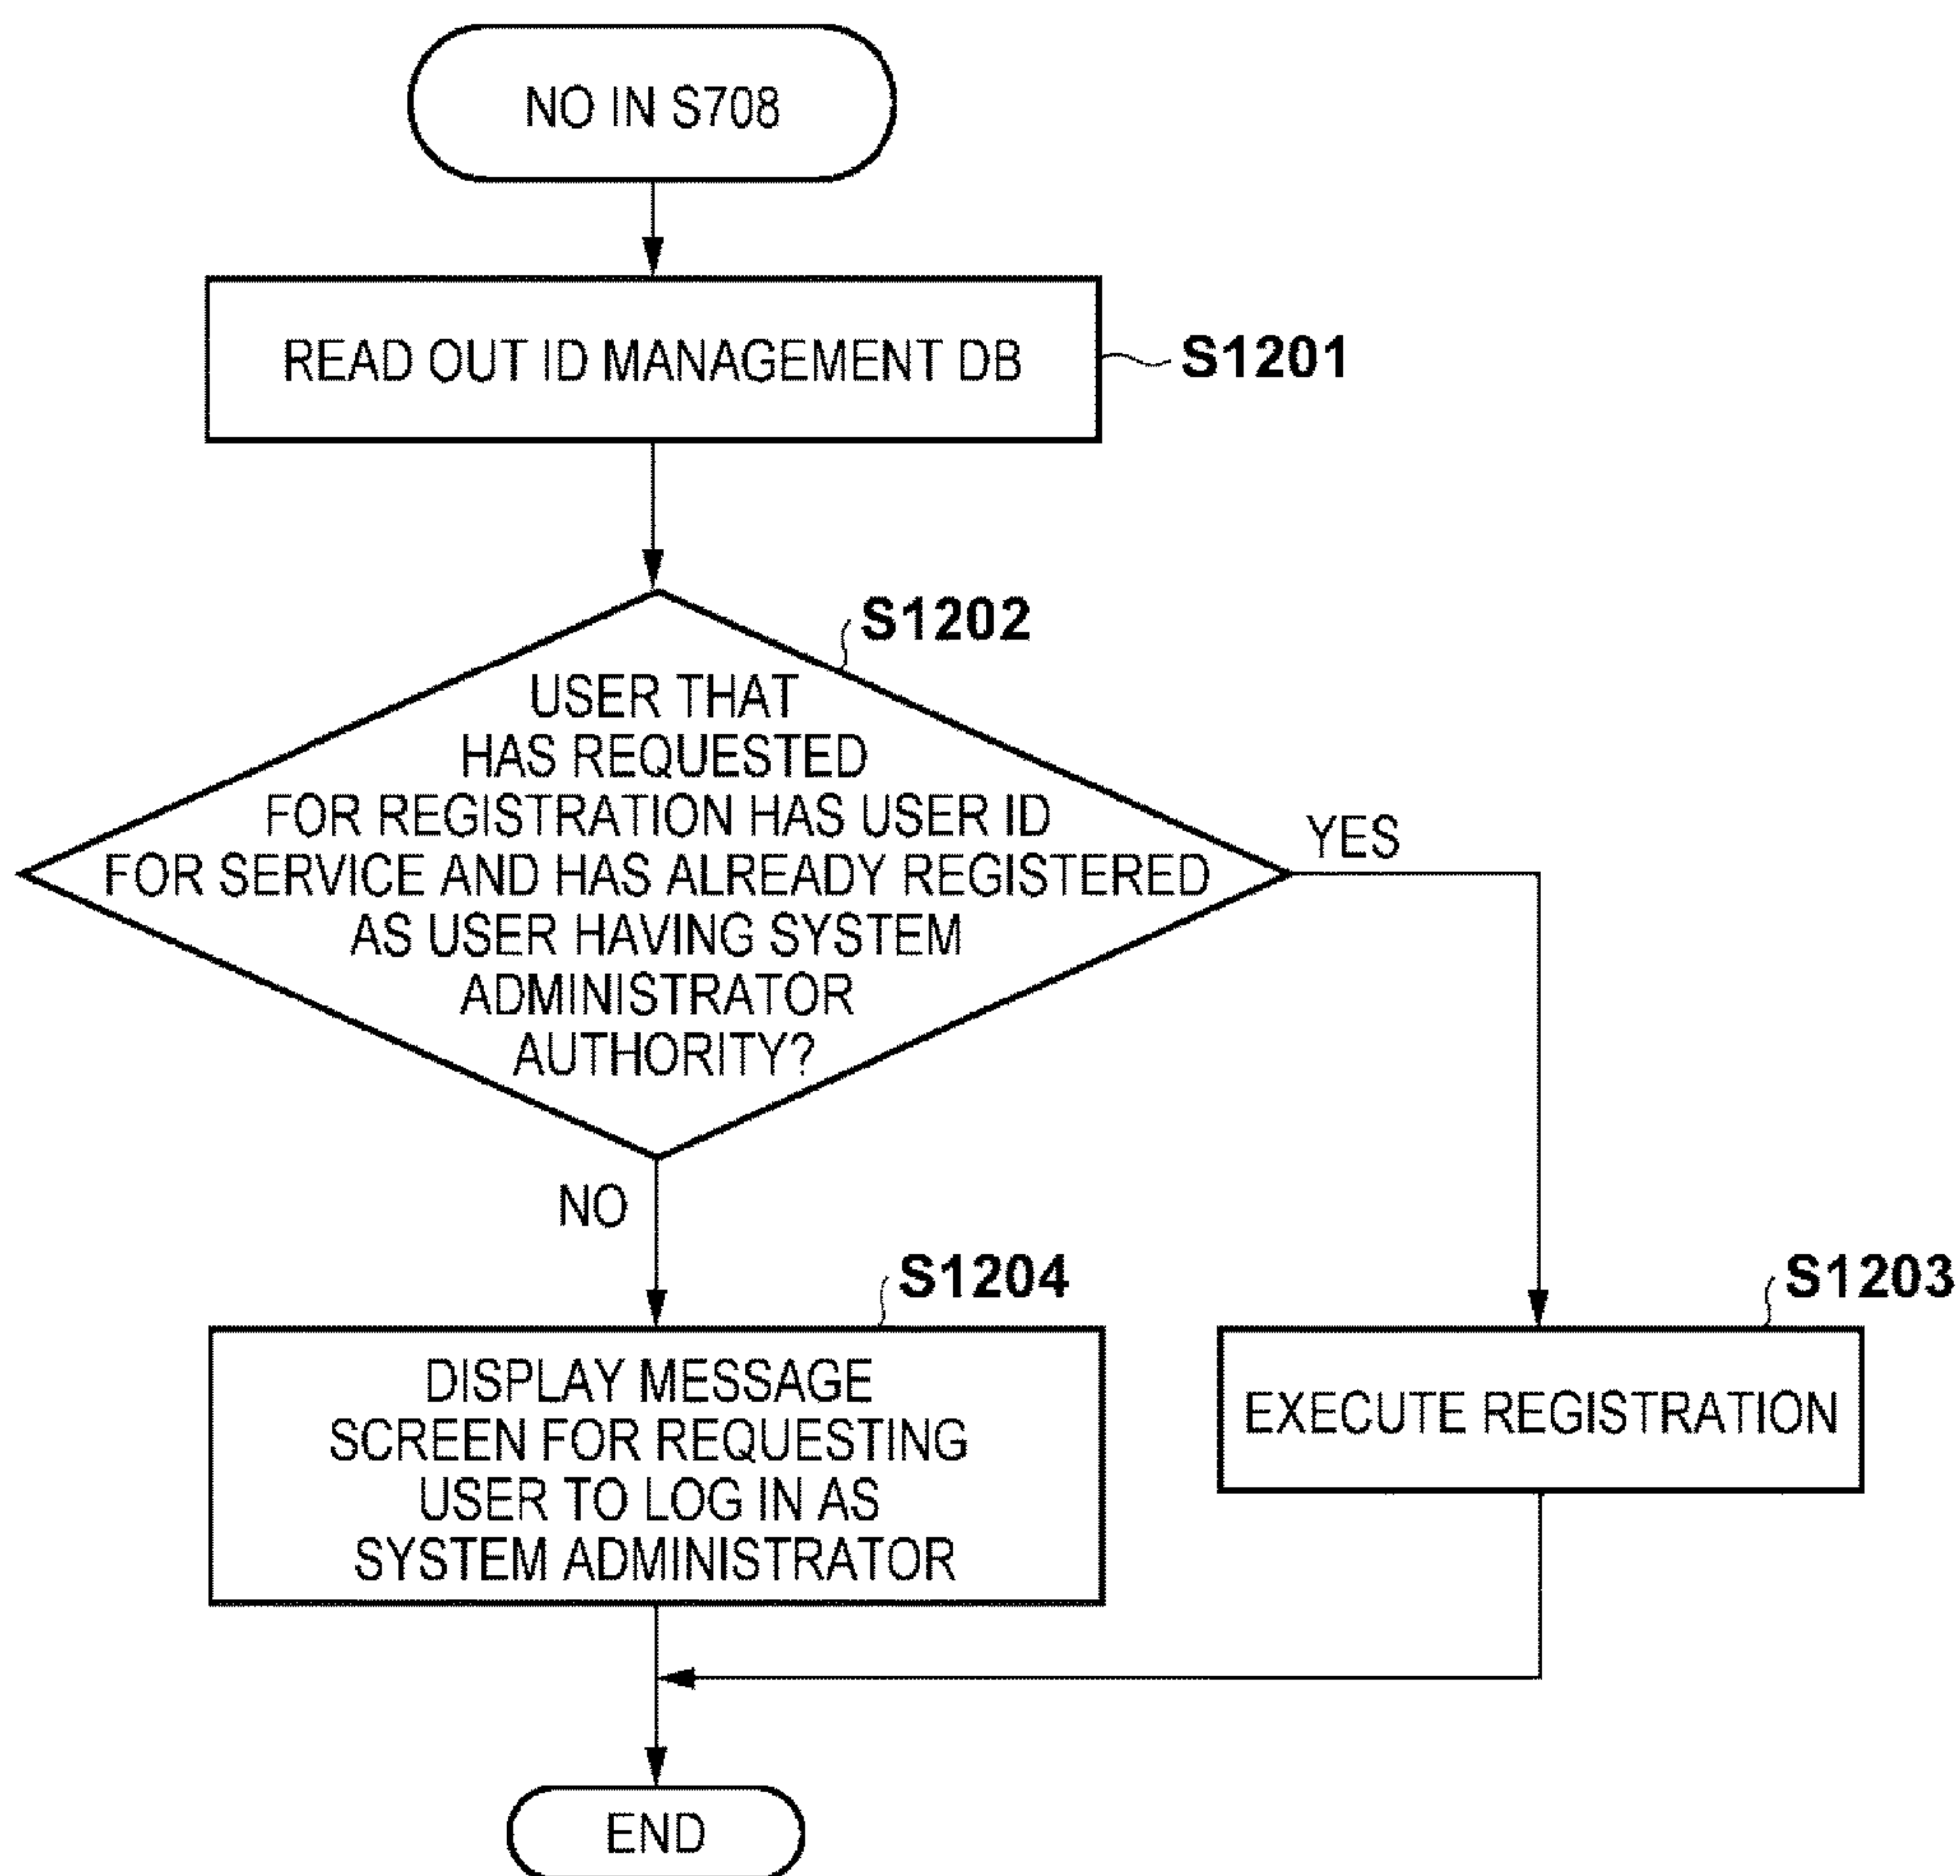 NO IN S708
READ OUT ID MANAGEMENT DB
S1201
S1202
USER THAT
HAS REQUESTED
FOR REGISTRATION HAS USER ID
FOR SERVICE AND HAS ALREADY REGISTERED
AS USER HAVING SYSTEM
ADMINISTRATOR
AUTHORITY?
YES
NO
S1204
DISPLAY MESSAGE
SCREEN FOR REQUESTING
USER TO LOG IN AS
SYSTEM ADMINISTRATOR
S1203
EXECUTE REGISTRATION
END